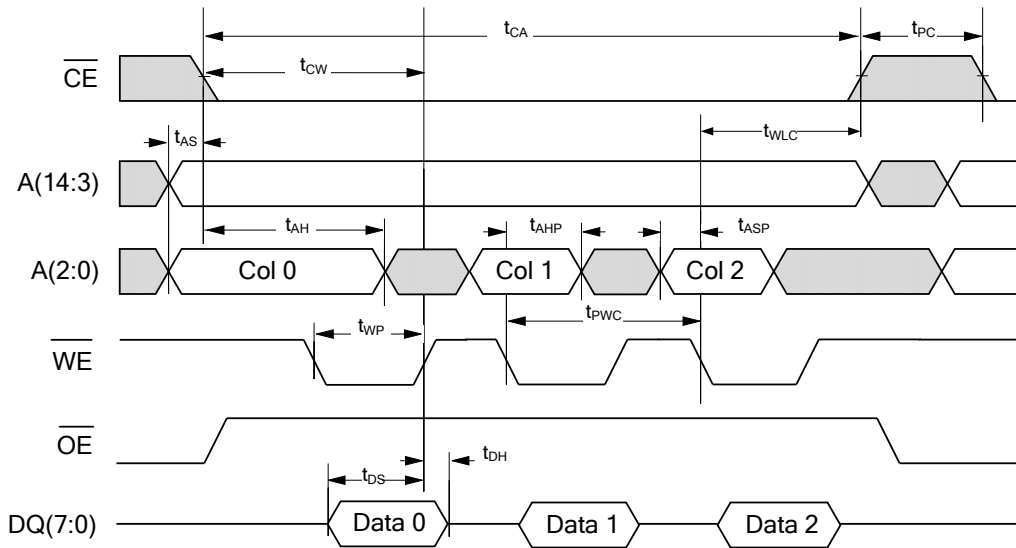 tCA
tPC
tCW
CE
tAS
tWLC
A(14:3)
tAH
tAHP
tASP
A(2:0)
Col 0
Col 1
Col 2
tWP
tPWC
WE
OE
tDS
tDH
DQ(7:0)
Data 0
Data 1
Data 2